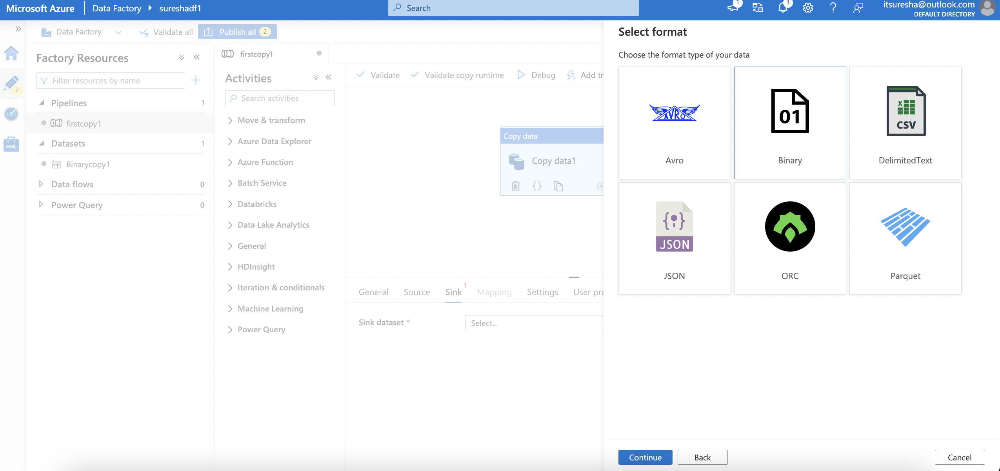 Microsoft Azure
Data Factory
sureshadf1
Search
1
3
itsuresha@outlook.com
DEFAULT DIRECTORY
Data Factory
Validate all
Publish all 2
Factory Resources
Filter resources by name
2
Pipelines 1
firstcopy1
Datasets 1
Binarycopy1
Data flows 0
Power Query 0
firstcopy1
Activities
Search activities
Move & transform
Azure Data Explorer
Azure Function
Batch Service
Databricks
Data Lake Analytics
General
HDInsight
Iteration & conditionals
Machine Learning
Power Query
Validate
Validate copy runtime
Debug
Add tr
Copy data
Copy data1
{}
General
Source
Sink 1
Mapping
Settings
User pro
Sink dataset *
Select...
Select format
Choose the format type of your data
AVRO
Avro
01
Binary
X
CSV
DelimitedText
JSON
JSON
ORC
Parquet
Continue
Back
Cancel